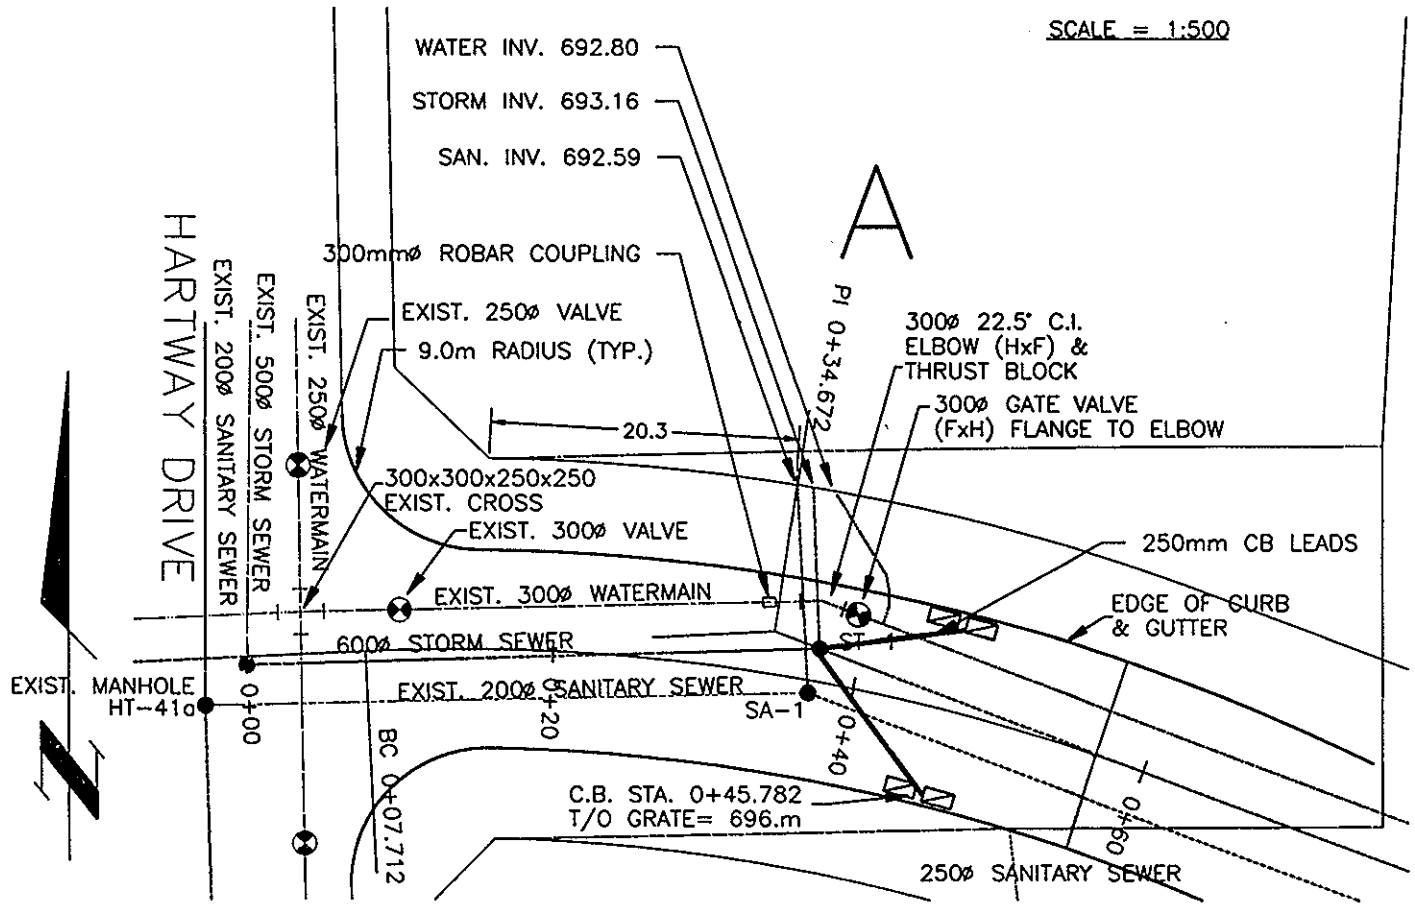 SCALE = 1:500
WATER INV. 692.80
STORM INV. 693.16
SAN. INV. 692.59
A
300mmø ROBAR COUPLING
HARTWAY DRIVE
EXIST. 200ø SANITARY SEWER
EXIST. 500ø STORM SEWER
EXIST. 250ø WATERMAIN
EXIST. 250ø VALVE
9.0m RADIUS (TYP.)
PI 0+34.672
300ø 22.5° C.I.
ELBOW (HxF) &
THRUST BLOCK
300ø GATE VALVE
(FxH) FLANGE TO ELBOW
20.3
300x300x250x250
EXIST. CROSS
EXIST. 300ø VALVE
250mm CB LEADS
EXIST. 300ø WATERMAIN
EDGE OF CURB
& GUTTER
600ø STORM SEWER
ST-1
EXIST. MANHOLE
HT-41a
EXIST. 200ø SANITARY SEWER
SA-1
0+00
0+20
0+40
0+60
BC 0+07.712
C.B. STA. 0+45.782
T/O GRATE= 696.m
250ø SANITARY SEWER
N